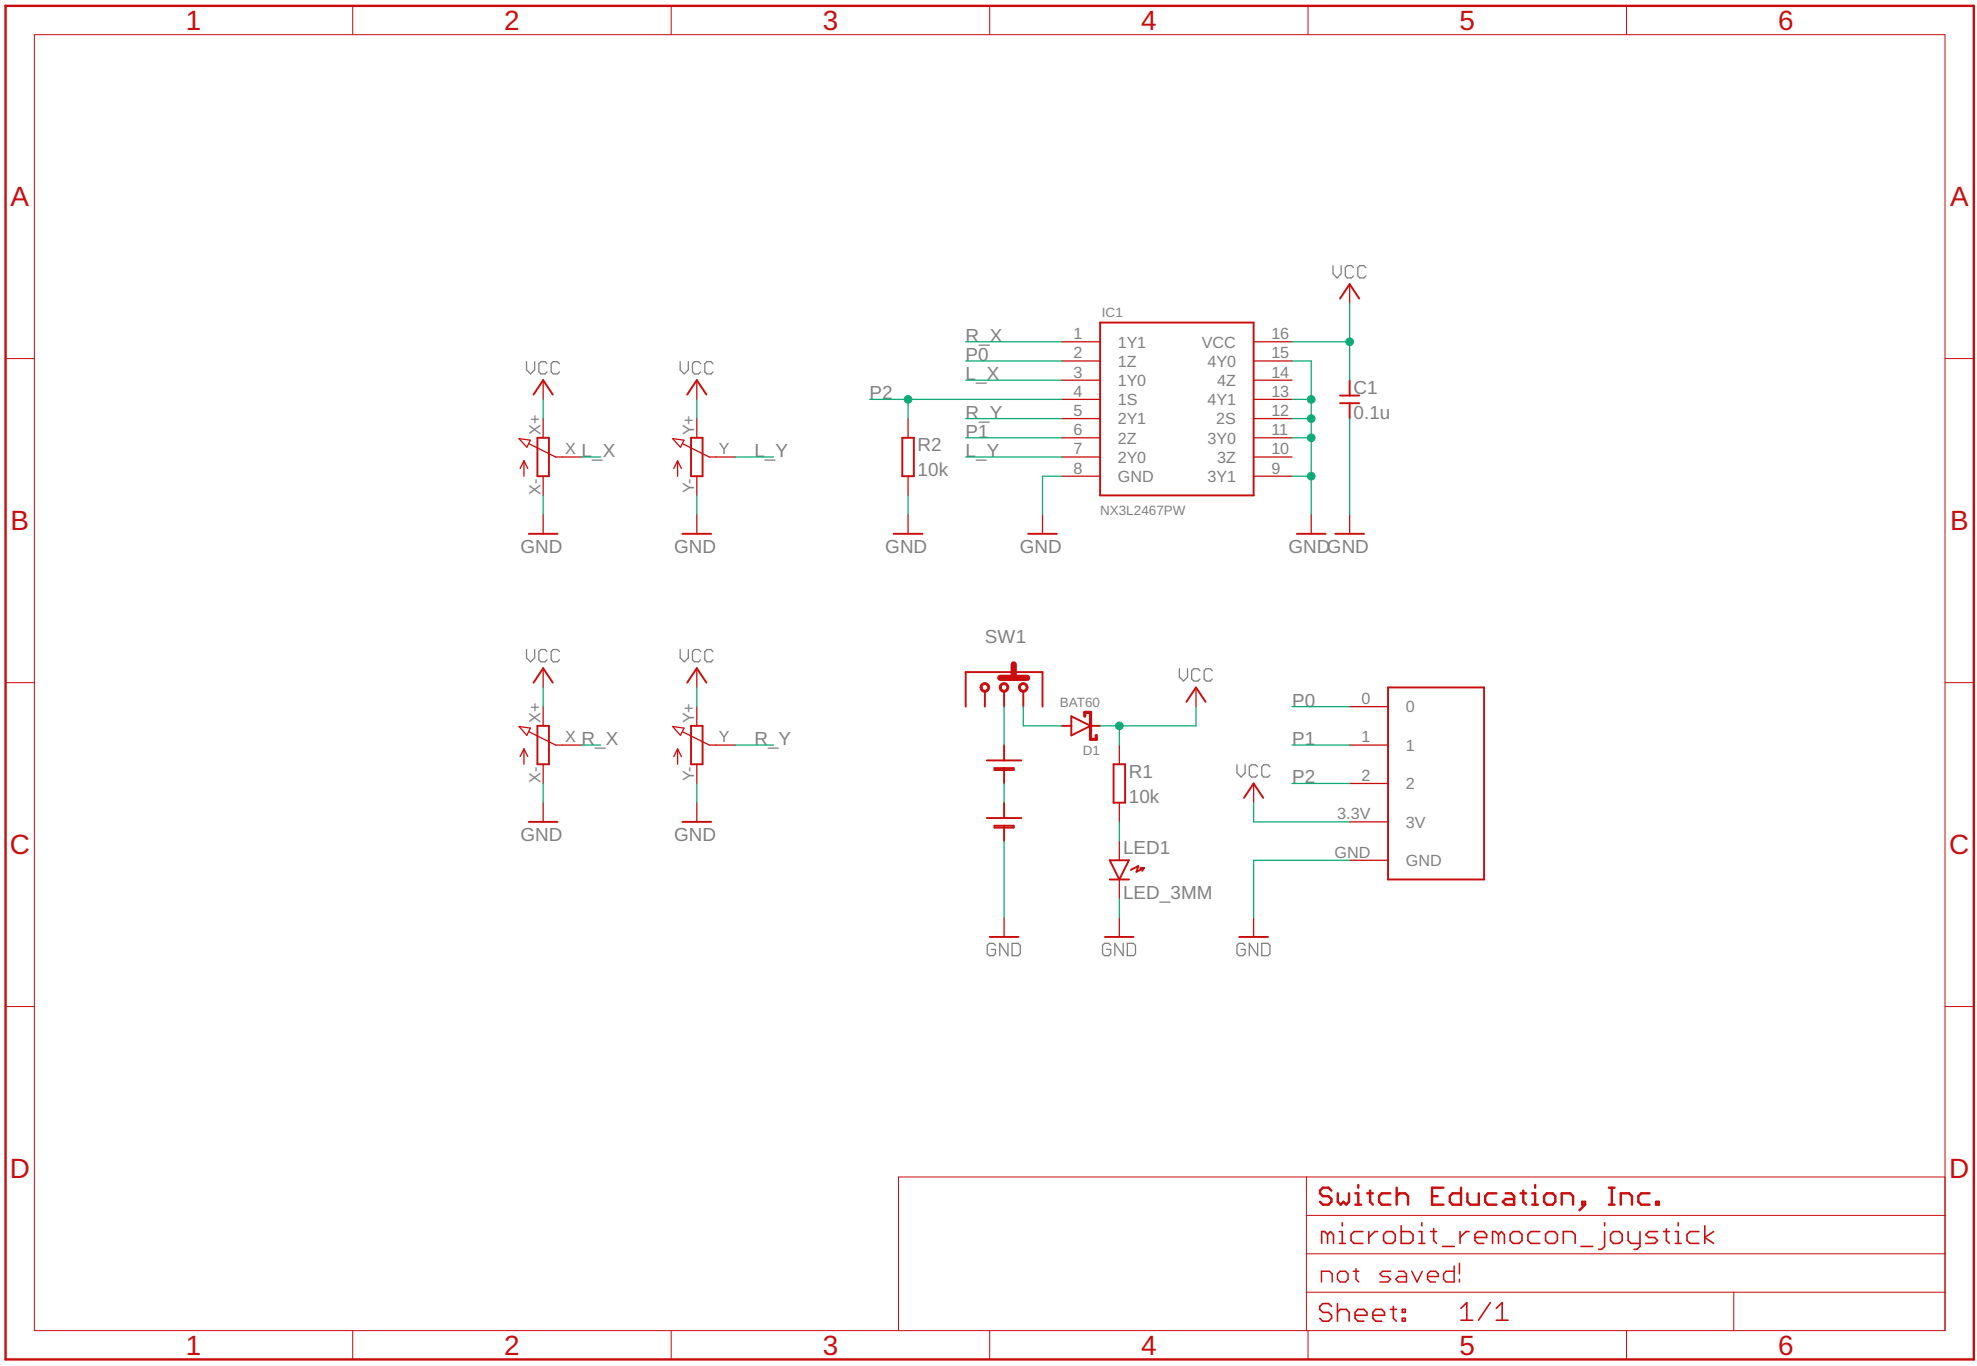 1 2 3 4 5 6
A A
VCC
IC1
R_X 1 1Y1 VCC 16
P0 2 1Z 4Y0 15
L_X 3 1Y0 4Z 14
P2 4 1S 4Y1 13
R_Y 5 2Y1 2S 12
P1 6 2Z 3Y0 11
L_Y 7 2Y0 3Z 10
8 GND 3Y1 9
NX3L2467PW
C1
0.1u
R2
10k
VCC VCC
X+ Y+
X L_X Y L_Y
X- Y-
GND GND GND GND GND GND
B B
SW1
VCC VCC
X+ Y+
X R_X Y R_Y
X- Y-
GND GND
BAT60
D1
VCC
R1
10k
LED1
LED_3MM
GND GND GND
VCC
P0 0 0
P1 1 1
P2 2 2
3.3V 3V
GND GND
C C
D D
Switch Education, Inc.
microbit_remocon_joystick
not saved!
Sheet: 1/1
1 2 3 4 5 6